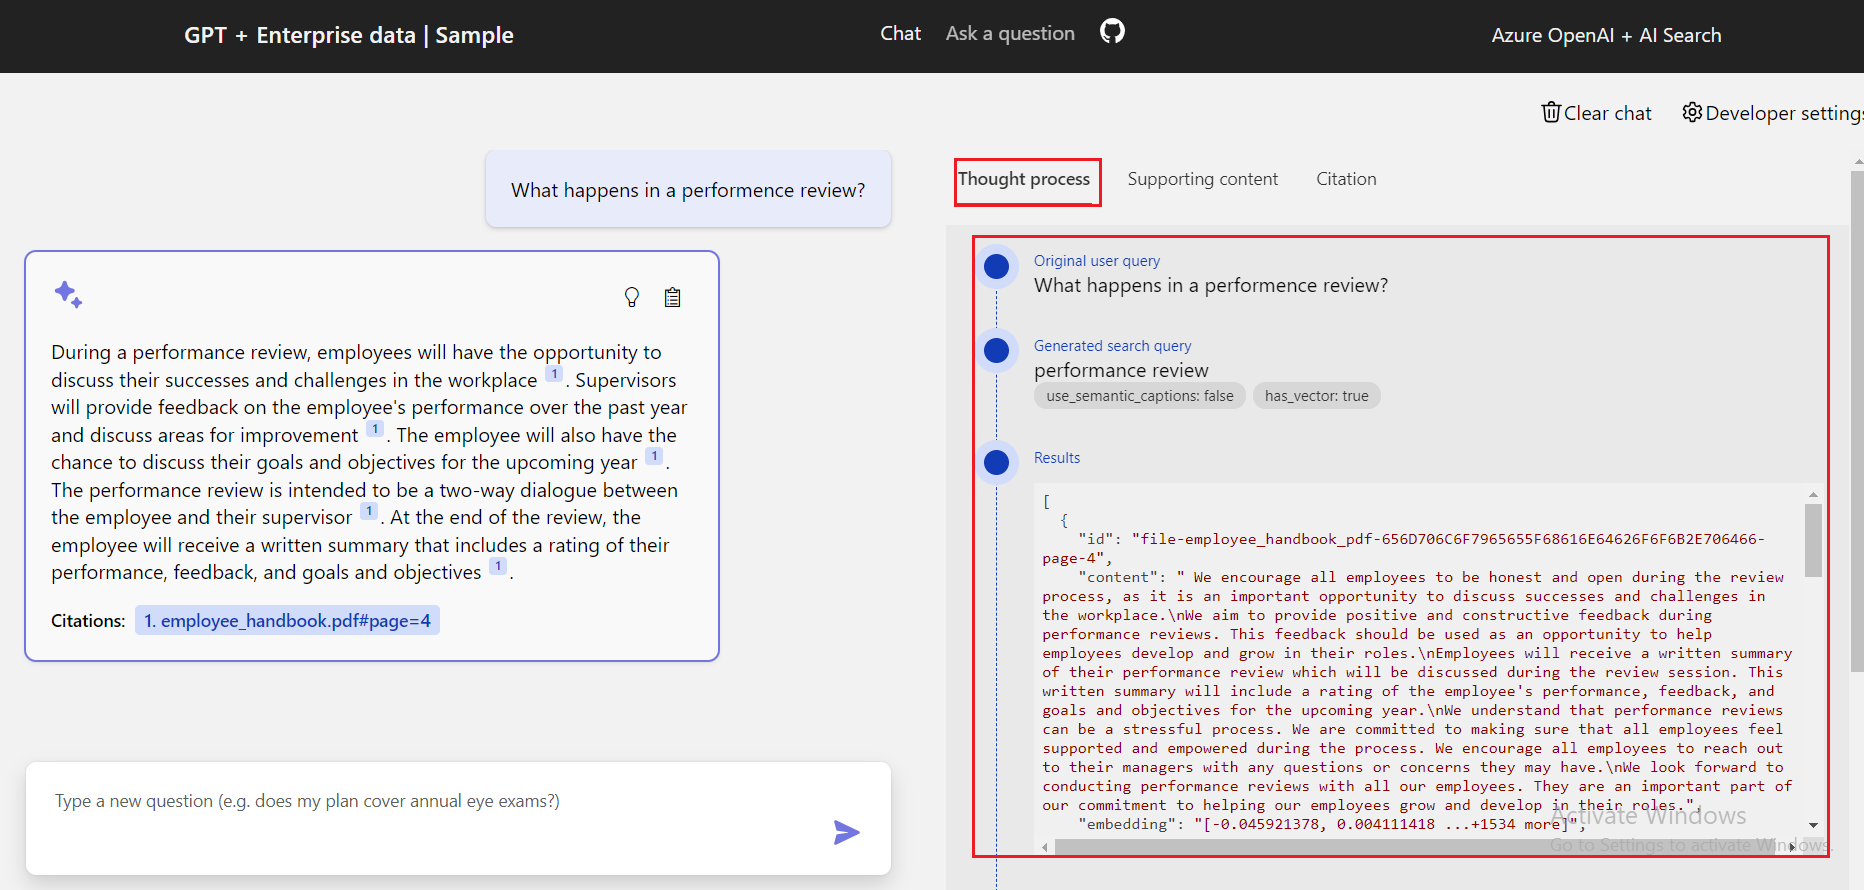 GPT + Enterprise data | Sample
Chat
Ask a question
Azure OpenAI + AI Search
Clear chat
Developer settings
What happens in a performence review?
During a performance review, employees will have the opportunity to
discuss their successes and challenges in the workplace 1 . Supervisors
will provide feedback on the employee's performance over the past year
and discuss areas for improvement 1 . The employee will also have the
chance to discuss their goals and objectives for the upcoming year 1 .
The performance review is intended to be a two-way dialogue between
the employee and their supervisor 1 . At the end of the review, the
employee will receive a written summary that includes a rating of their
performance, feedback, and goals and objectives 1 .
Citations: 1. employee_handbook.pdf#page=4
Type a new question (e.g. does my plan cover annual eye exams?)
Thought process
Supporting content
Citation
Original user query
What happens in a performence review?
Generated search query
performance review
use_semantic_captions: false
has_vector: true
Results
[
{
"id": "file-employee_handbook_pdf-656D706C6F7965655F68616E64626F6F6B2E706466-
page-4",
"content": " We encourage all employees to be honest and open during the review
process, as it is an important opportunity to discuss successes and challenges in
the workplace.\nWe aim to provide positive and constructive feedback during
performance reviews. This feedback should be used as an opportunity to help
employees develop and grow in their roles.\nEmployees will receive a written summary
of their performance review which will be discussed during the review session. This
written summary will include a rating of the employee's performance, feedback, and
goals and objectives for the upcoming year.\nWe understand that performance reviews
can be a stressful process. We are committed to making sure that all employees feel
supported and empowered during the process. We encourage all employees to reach out
to their managers with any questions or concerns they may have.\nWe look forward to
conducting performance reviews with all our employees. They are an important part of
our commitment to helping our employees grow and develop in their roles.",
"embedding": "[-0.045921378, 0.004111418 ...+1534 more]",
Activate Windows
Go to Settings to activate Windows.